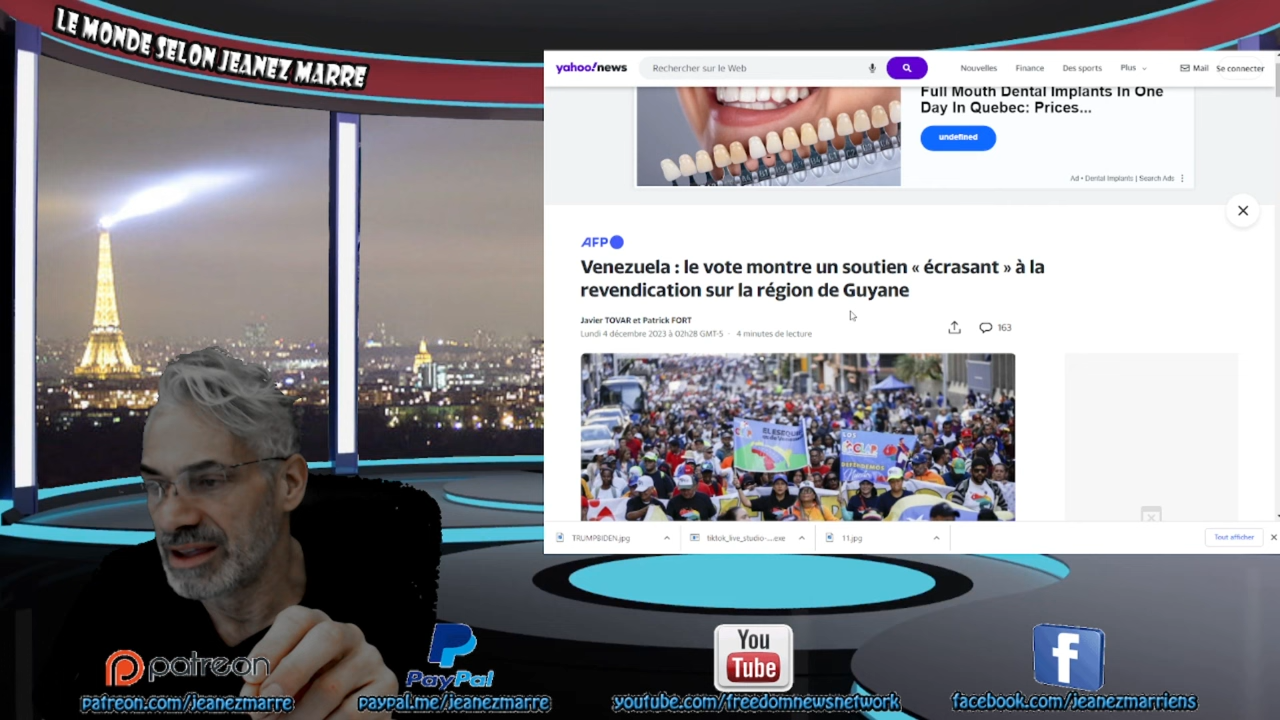 LE MONDE SELON JEANEZ MARRE
yahoo!news
Rechercher sur le Web
Nouvelles
Finance
Des sports
Plus
Mail
Se connecter
Full Mouth Dental Implants In One
Day In Quebec: Prices...
undefined
Ad • Dental Implants | Search Ads
AFP
Venezuela : le vote montre un soutien « écrasant » à la
revendication sur la région de Guyane
Javier TOVAR et Patrick FORT
Lundi 4 décembre 2023 à 02h28 GMT-5 · 4 minutes de lecture
163
EL ESEQUIBO
SOS
DEFENDEMOS
TRUMPBIDEN.jpg
tiktok_live_studio-...exe
11.jpg
Tout afficher
patreon
PayPal
You
Tube
f
patreon.com/jeanezmarre
paypal.me/jeanezmarre
youtube.com/freedomnewsnetwork
facebook.com/jeanezmarriens